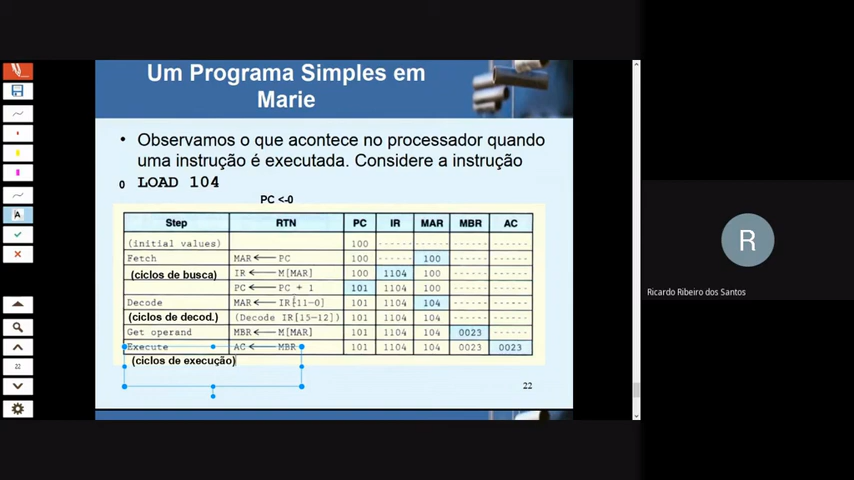 Um Programa Simples em
Marie
• Observamos o que acontece no processador quando
uma instrução é executada. Considere a instrução
0 LOAD 104
PC <-0
Step RTN PC IR MAR MBR AC
(initial values) 100 ------ ------ ------ ------
Fetch MAR ← PC 100 ------ 100 ------ ------
(ciclos de busca) IR ← M[MAR] 100 1104 100 ------ ------
PC ← PC + 1 101 1104 100 ------ ------
Decode MAR ← IR[11-0] 101 1104 104 ------ ------
(ciclos de decod.) (Decode IR[15-12]) 101 1104 104 ------ ------
Get operand MBR ← M[MAR] 101 1104 104 0023 ------
Execute AC ← MBR 101 1104 104 0023 0023
(ciclos de execução)
22
Ricardo Ribeiro dos Santos
R
A
22